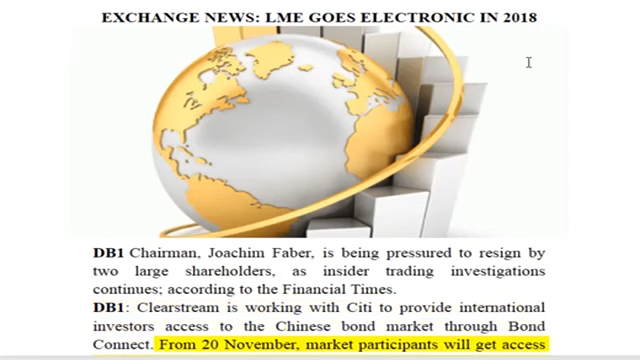 EXCHANGE NEWS: LME GOES ELECTRONIC IN 2018
DB1 Chairman, Joachim Faber, is being pressured to resign by
two large shareholders, as insider trading investigations
continues; according to the Financial Times.
DB1: Clearstream is working with Citi to provide international
investors access to the Chinese bond market through Bond
Connect. From 20 November, market participants will get access